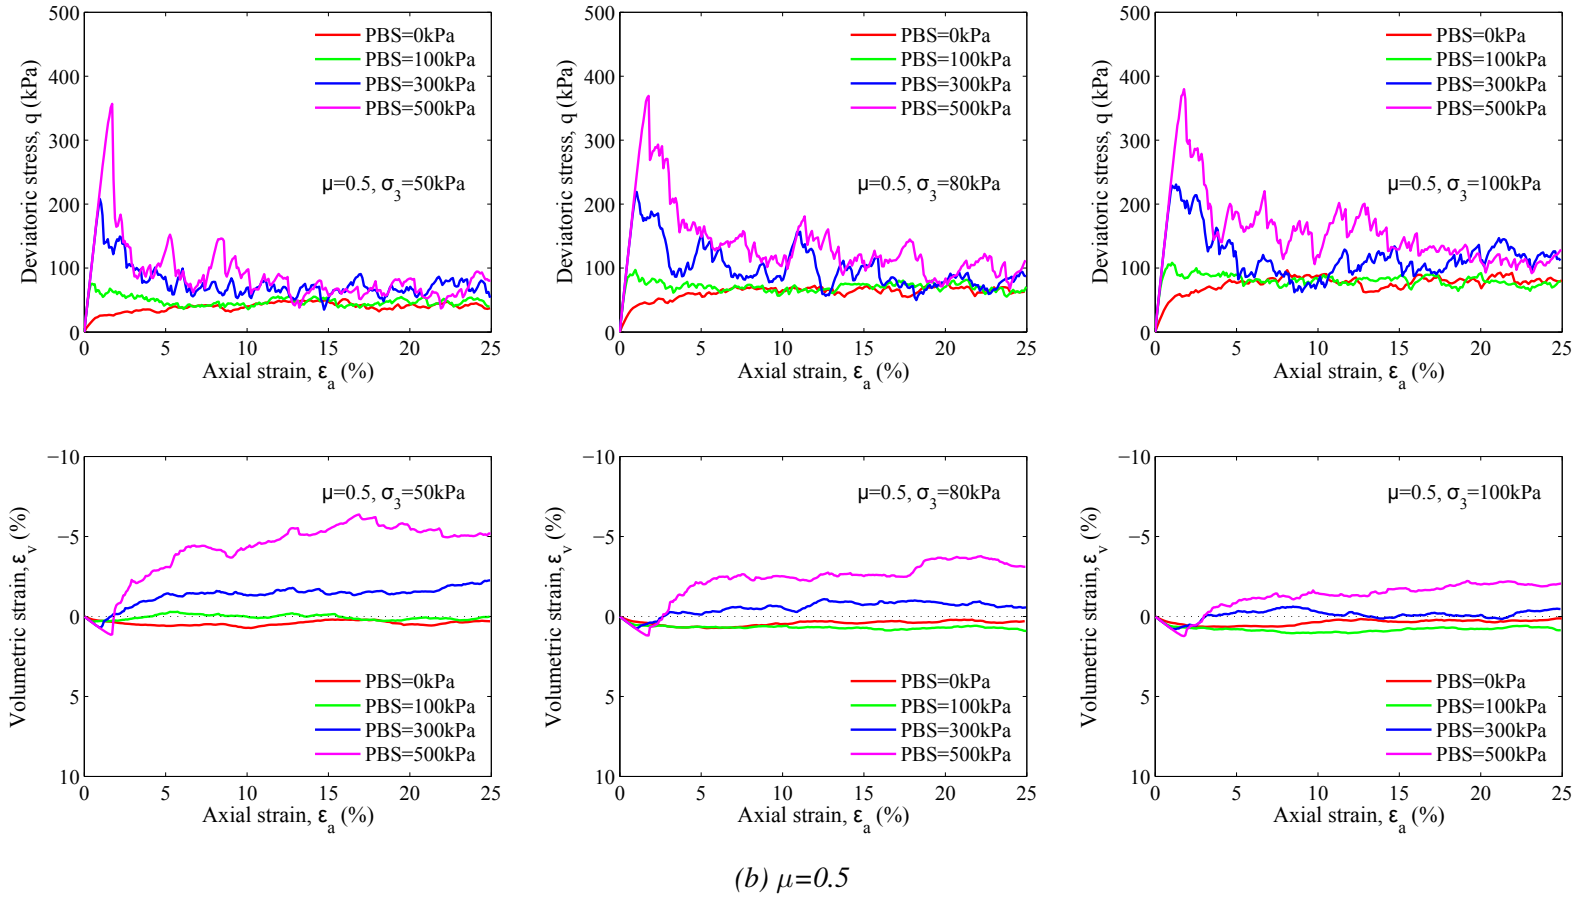 500
400
300
200
100
0
0 5 10 15 20 25
Deviatoric stress, q (kPa)
Axial strain, εa (%)
PBS=0kPa
PBS=100kPa
PBS=300kPa
PBS=500kPa
μ=0.5, σ3=50kPa
500
400
300
200
100
0
0 5 10 15 20 25
Deviatoric stress, q (kPa)
Axial strain, εa (%)
PBS=0kPa
PBS=100kPa
PBS=300kPa
PBS=500kPa
μ=0.5, σ3=80kPa
500
400
300
200
100
0
0 5 10 15 20 25
Deviatoric stress, q (kPa)
Axial strain, εa (%)
PBS=0kPa
PBS=100kPa
PBS=300kPa
PBS=500kPa
μ=0.5, σ3=100kPa
−10
−5
0
5
10
0 5 10 15 20 25
Volumetric strain, εv (%)
Axial strain, εa (%)
μ=0.5, σ3=50kPa
PBS=0kPa
PBS=100kPa
PBS=300kPa
PBS=500kPa
−10
−5
0
5
10
0 5 10 15 20 25
Volumetric strain, εv (%)
Axial strain, εa (%)
μ=0.5, σ3=80kPa
PBS=0kPa
PBS=100kPa
PBS=300kPa
PBS=500kPa
−10
−5
0
5
10
0 5 10 15 20 25
Volumetric strain, εv (%)
Axial strain, εa (%)
μ=0.5, σ3=100kPa
PBS=0kPa
PBS=100kPa
PBS=300kPa
PBS=500kPa
(b) μ=0.5